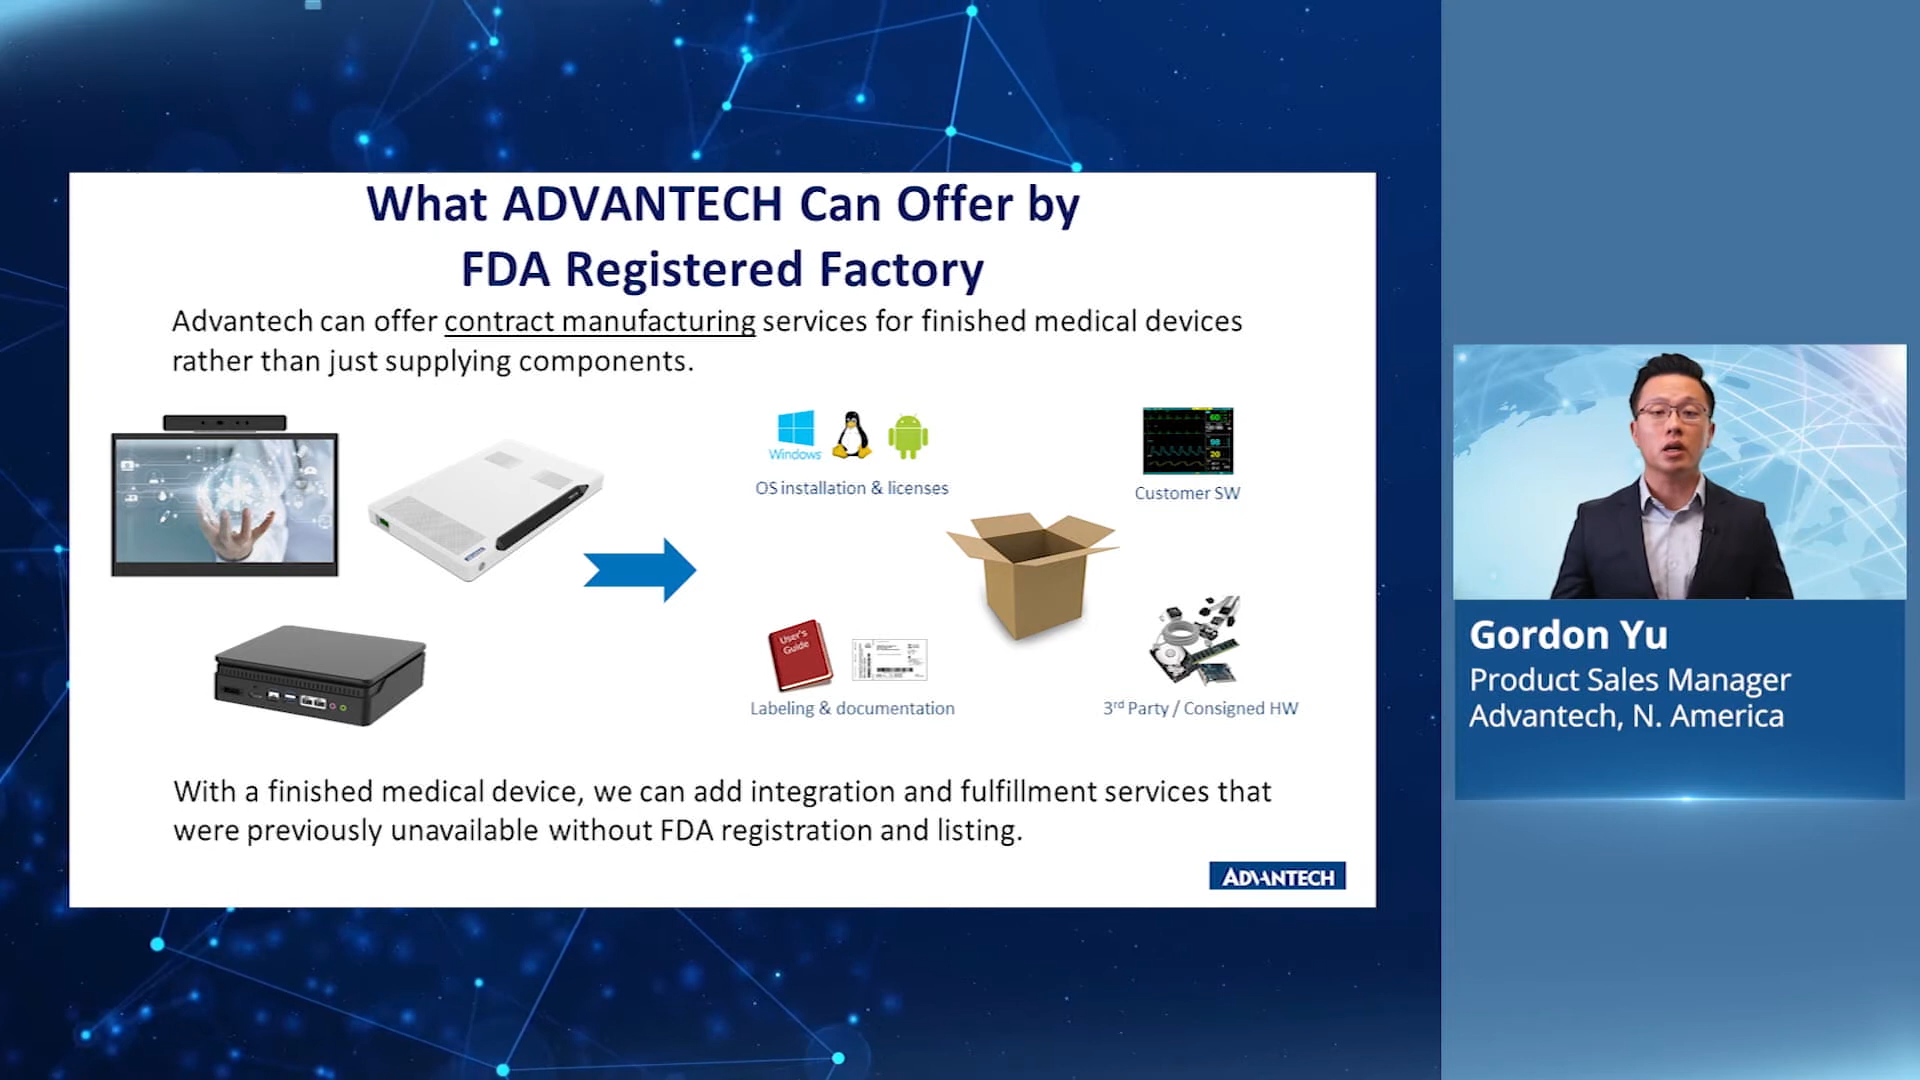 What ADVANTECH Can Offer by
FDA Registered Factory
Advantech can offer contract manufacturing services for finished medical devices
rather than just supplying components.
Windows
OS installation & licenses
60
98
20
Customer SW
User's
Guide
Labeling & documentation
3rd Party / Consigned HW
With a finished medical device, we can add integration and fulfillment services that
were previously unavailable without FDA registration and listing.
ADVANTECH
Gordon Yu
Product Sales Manager
Advantech, N. America